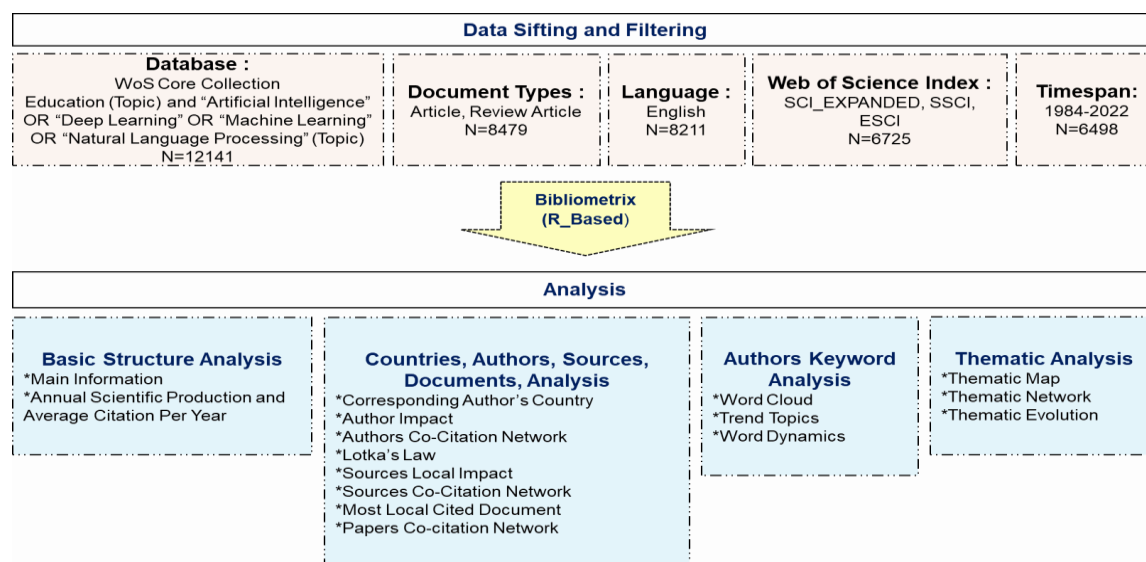 Data Sifting and Filtering
Database :
WoS Core Collection
Education (Topic) and “Artificial Intelligence”
OR “Deep Learning” OR “Machine Learning”
OR “Natural Language Processing” (Topic)
N=12141
Document Types :
Article, Review Article
N=8479
Language :
English
N=8211
Web of Science Index :
SCI_EXPANDED, SSCI,
ESCI
N=6725
Timespan:
1984-2022
N=6498
Bibliometrix
(R_Based)
Analysis
Basic Structure Analysis
*Main Information
*Annual Scientific Production and
Average Citation Per Year
Countries, Authors, Sources,
Documents, Analysis
*Corresponding Author’s Country
*Author Impact
*Authors Co-Citation Network
*Lotka’s Law
*Sources Local Impact
*Sources Co-Citation Network
*Most Local Cited Document
*Papers Co-citation Network
Authors Keyword
Analysis
*Word Cloud
*Trend Topics
*Word Dynamics
Thematic Analysis
*Thematic Map
*Thematic Network
*Thematic Evolution